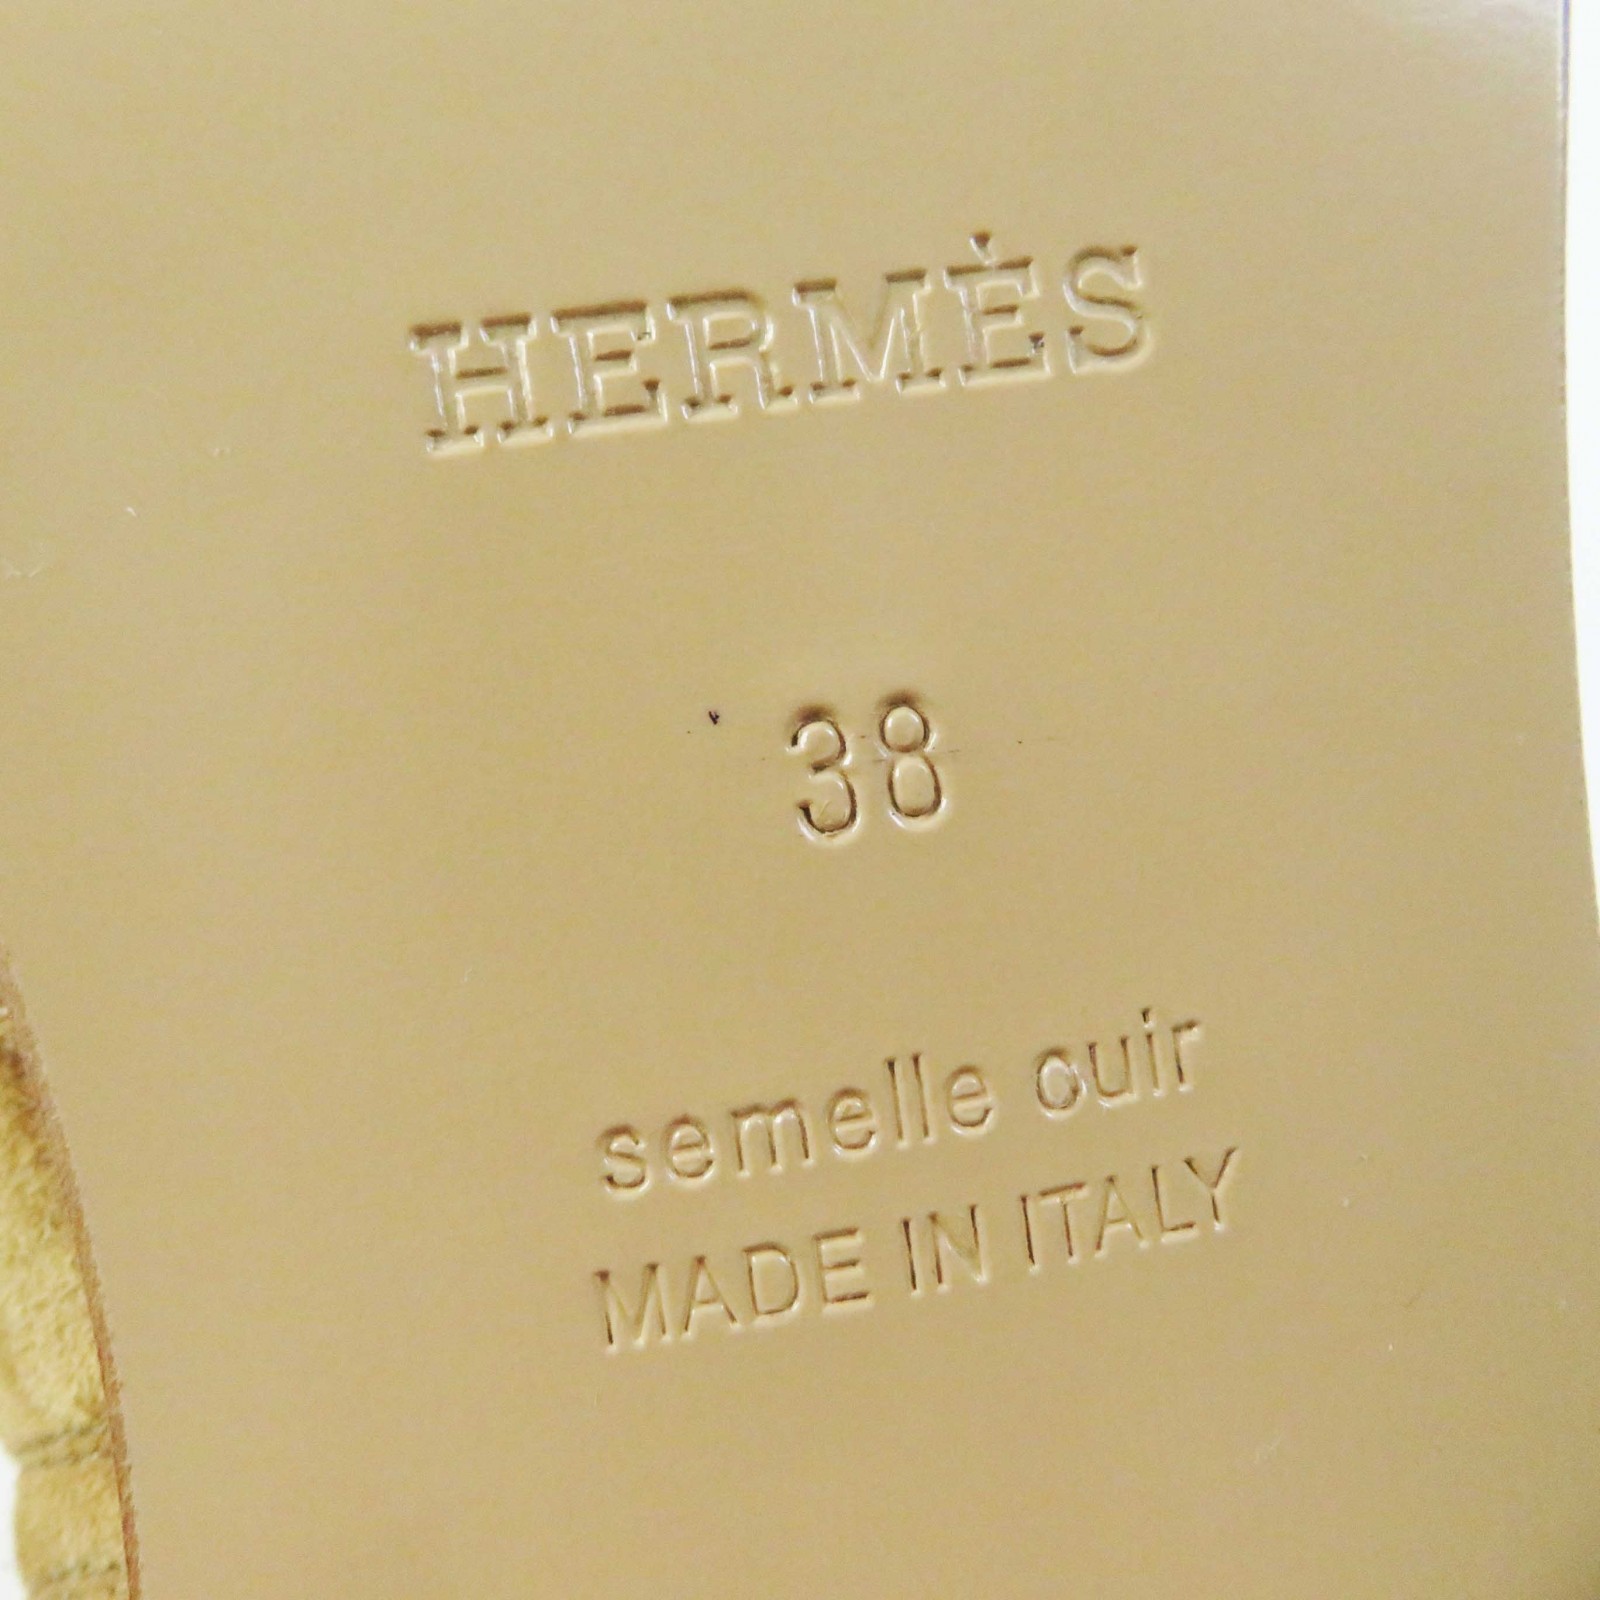 HERMÈS
38
semelle cuir
MADE IN ITALY